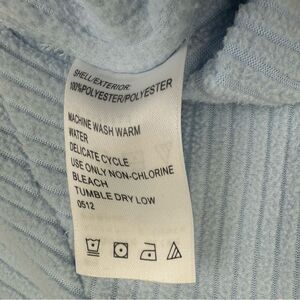 SHELL/EXTERIOR:
100%POLYESTER/POLYESTER
MACHINE WASH WARM
WATER
DELICATE CYCLE
USE ONLY NON-CHLORINE
BLEACH
TUMBLE DRY LOW
0512